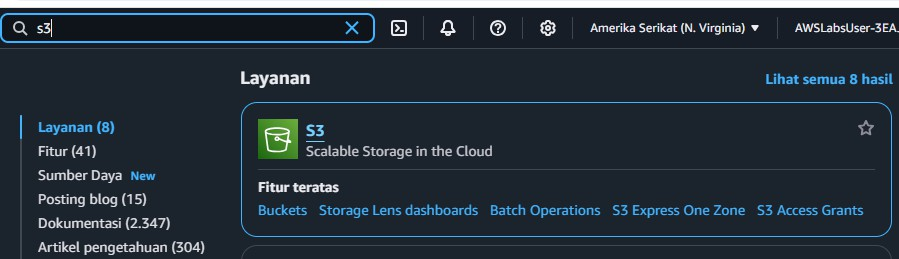 s3
Amerika Serikat (N. Virginia) ▼
AWSLabsUser-3EA.
Layanan
Lihat semua 8 hasil
Layanan (8)
Fitur (41)
Sumber Daya New
Posting blog (15)
Dokumentasi (2.347)
Artikel pengetahuan (304)
S3
Scalable Storage in the Cloud
Fitur teratas
Buckets Storage Lens dashboards Batch Operations S3 Express One Zone S3 Access Grants